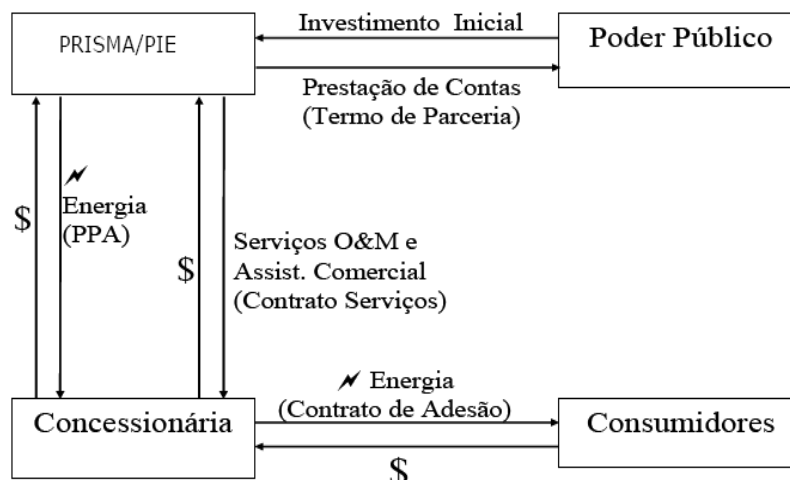 PRISMA/PIE
Investimento Inicial
Poder Público
Prestação de Contas
(Termo de Parceria)
$
Energia
(PPA)
$
Serviços O&M e
Assist. Comercial
(Contrato Serviços)
Concessionária
Energia
(Contrato de Adesão)
Consumidores
$